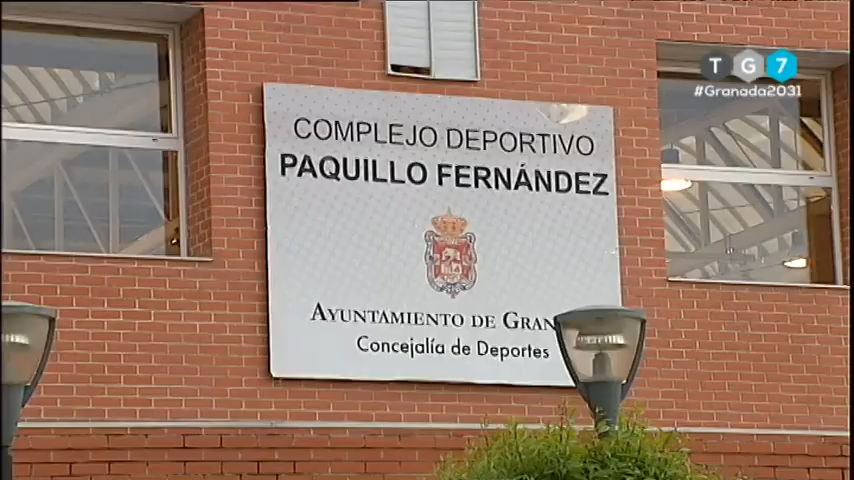 TG7
#Granada2031
COMPLEJO DEPORTIVO
PAQUILLO FERNÁNDEZ
AYUNTAMIENTO DE GRAN
Concejalía de Deportes